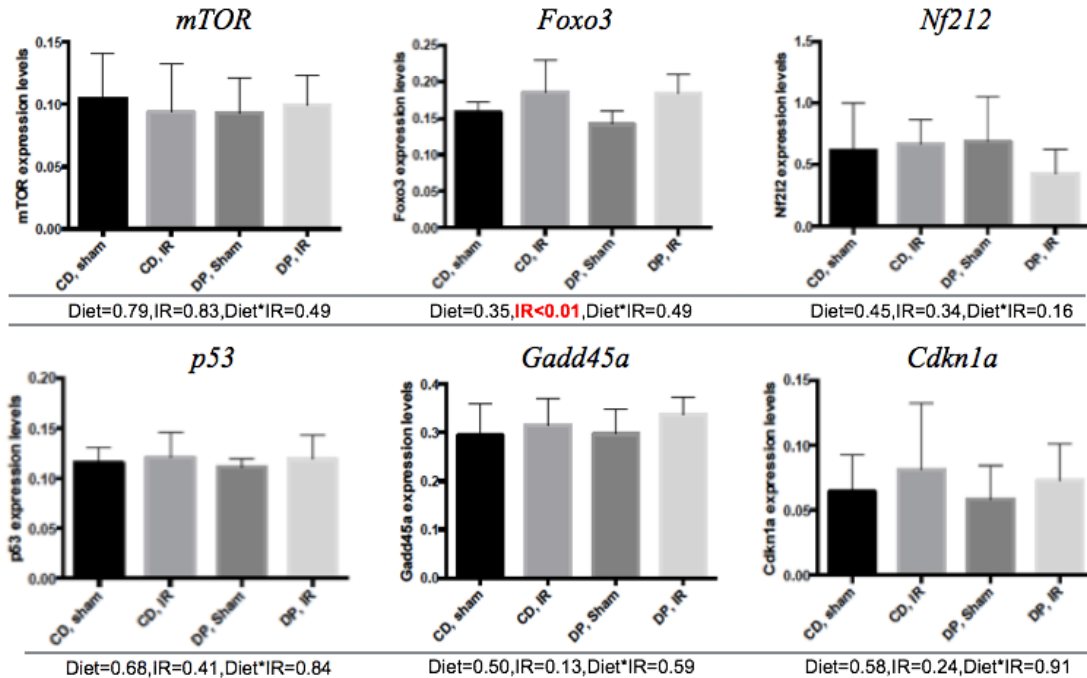 mTOR
Foxo3
Nf212
mTOR expression levels
0.15
0.10
0.05
0.00
CD, sham
CD, IR
DP, Sham
DP, IR
Foxo3 expression levels
0.25
0.20
0.15
0.10
0.05
0.00
CD, sham
CD, IR
DP, Sham
DP, IR
Nf2l2 expression levels
1.5
1.0
0.5
0.0
CD, sham
CD, IR
DP, Sham
DP, IR
Diet=0.79,IR=0.83,Diet*IR=0.49
Diet=0.35,IR<0.01,Diet*IR=0.49
Diet=0.45,IR=0.34,Diet*IR=0.16
p53
Gadd45a
Cdkn1a
p53 expression levels
0.20
0.15
0.10
0.05
0.00
CD, sham
CD, IR
DP, Sham
DP, IR
Gadd45a expression levels
0.4
0.3
0.2
0.1
0.0
CD, sham
CD, IR
DP, Sham
DP, IR
Cdkn1a expression levels
0.15
0.10
0.05
0.00
CD, sham
CD, IR
DP, Sham
DP, IR
Diet=0.68,IR=0.41,Diet*IR=0.84
Diet=0.50,IR=0.13,Diet*IR=0.59
Diet=0.58,IR=0.24,Diet*IR=0.91